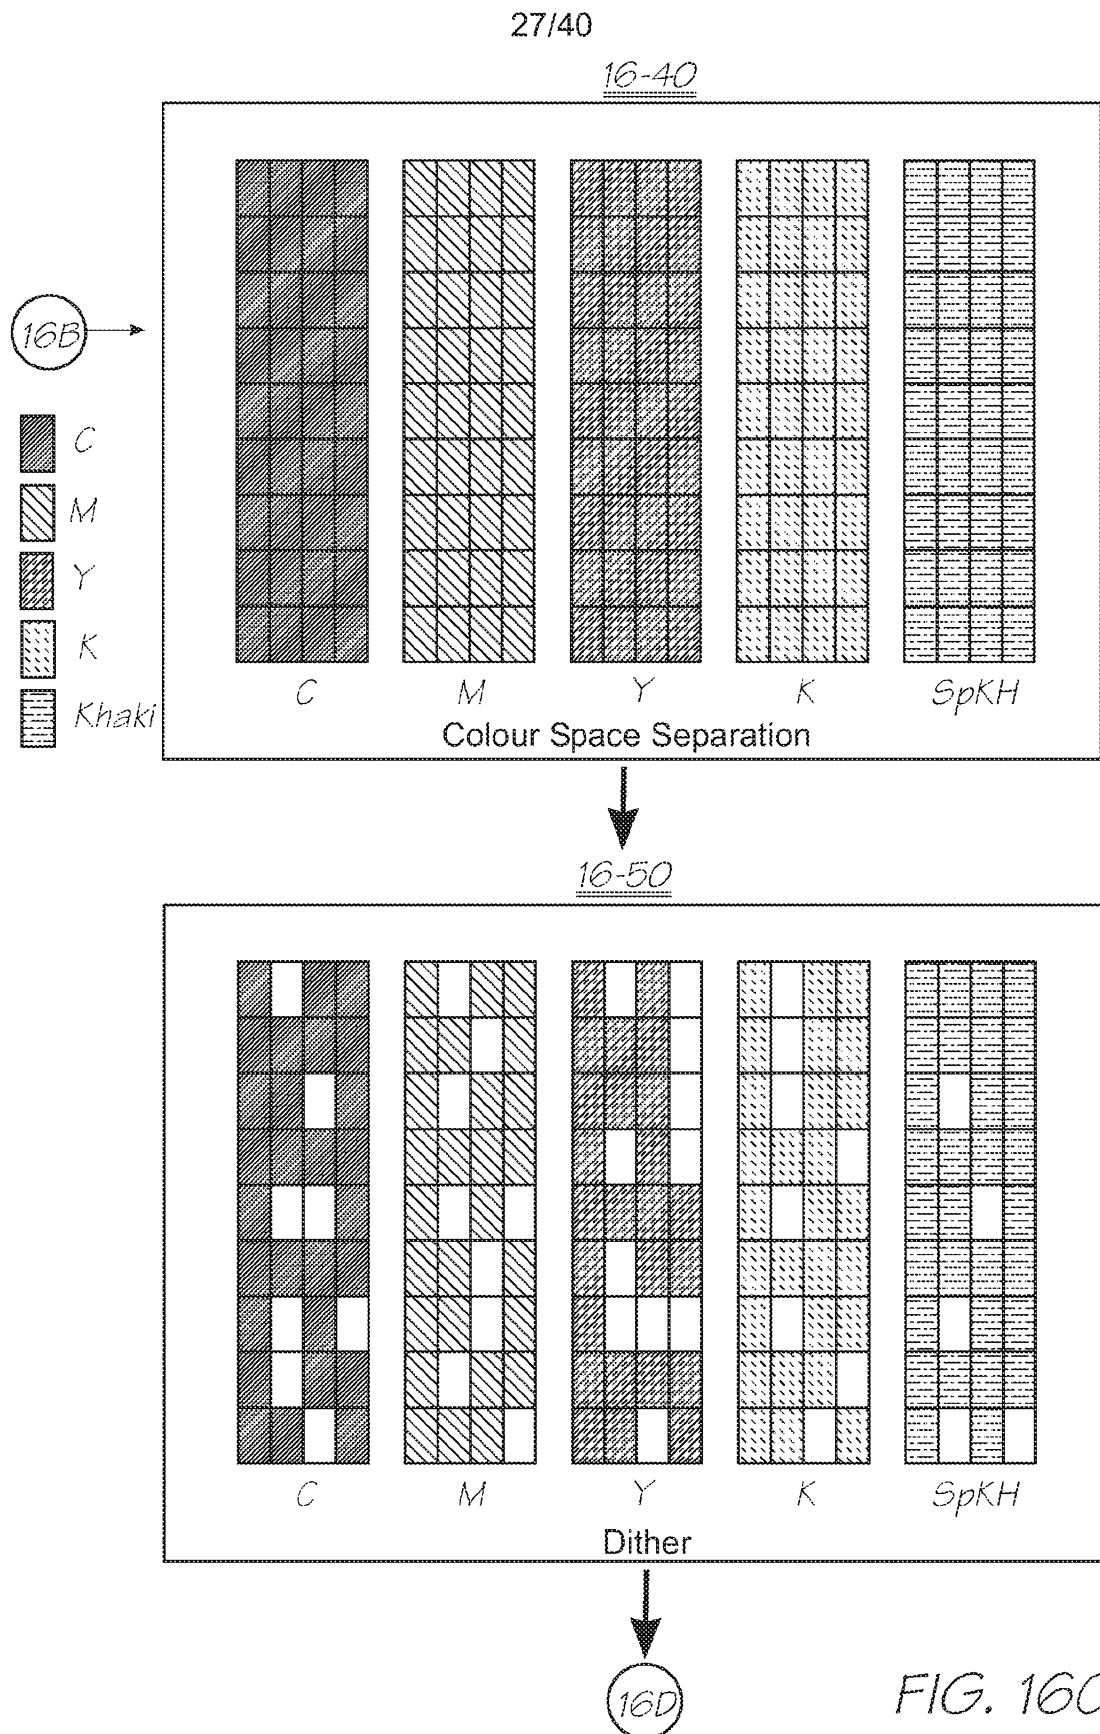 27/40
16-40
16B
C
M
Y
K
Khaki
C M Y K SpKH
Colour Space Separation
16-50
C M Y K SpKH
Dither
16D
FIG. 16C